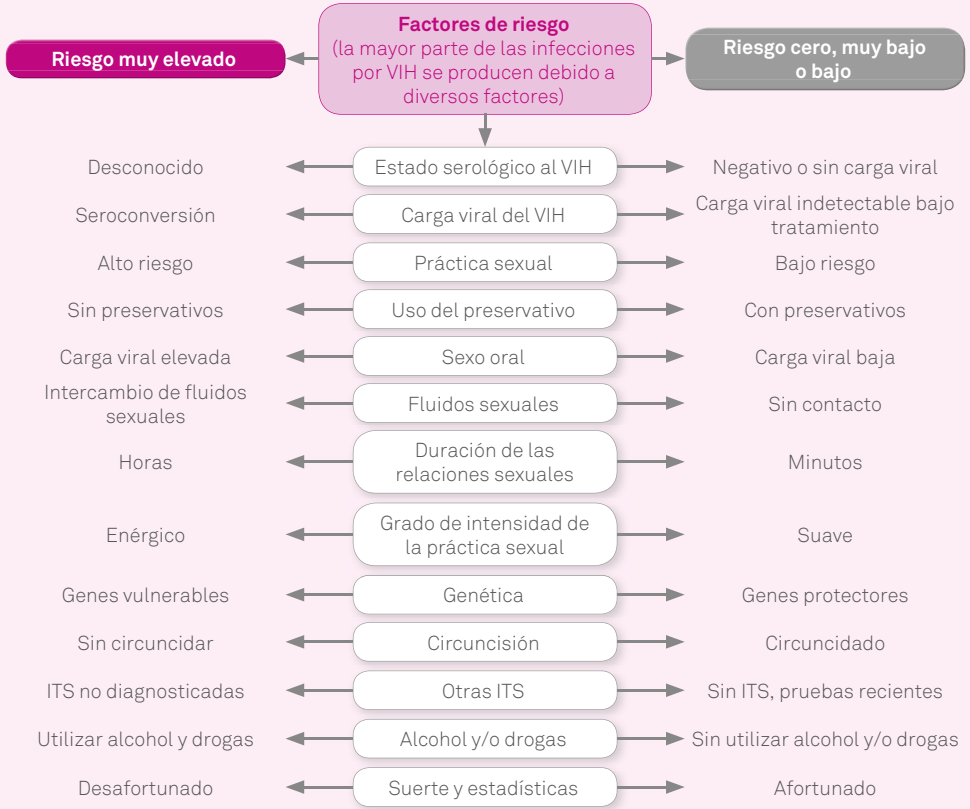 Factores de riesgo
(la mayor parte de las infecciones
por VIH se producen debido a
diversos factores)
Riesgo muy elevado
Riesgo cero, muy bajo
o bajo
Desconocido
Estado serológico al VIH
Negativo o sin carga viral
Seroconversión
Carga viral del VIH
Carga viral indetectable bajo
tratamiento
Alto riesgo
Práctica sexual
Bajo riesgo
Sin preservativos
Uso del preservativo
Con preservativos
Carga viral elevada
Sexo oral
Carga viral baja
Intercambio de fluidos
sexuales
Fluidos sexuales
Sin contacto
Horas
Duración de las
relaciones sexuales
Minutos
Enérgico
Grado de intensidad de
la práctica sexual
Suave
Genes vulnerables
Genética
Genes protectores
Sin circuncidar
Circuncisión
Circuncidado
ITS no diagnosticadas
Otras ITS
Sin ITS, pruebas recientes
Utilizar alcohol y drogas
Alcohol y/o drogas
Sin utilizar alcohol y/o drogas
Desafortunado
Suerte y estadísticas
Afortunado